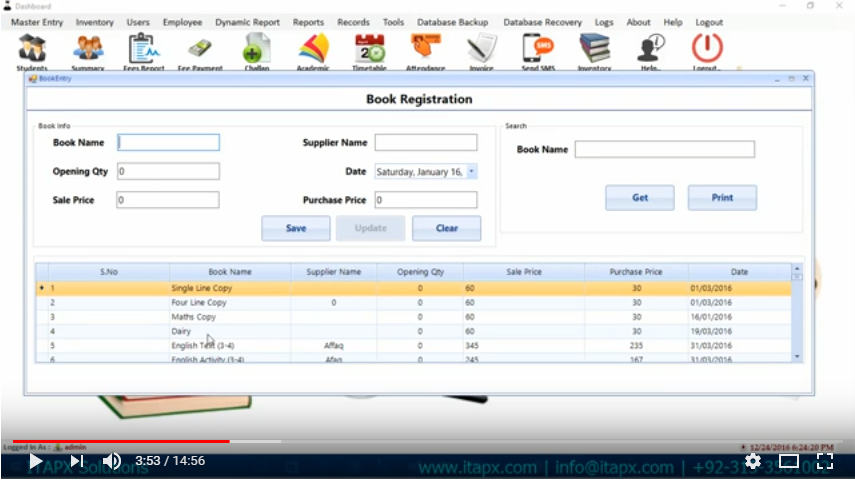 Dashboard
Master Entry Inventory Users Employee Dynamic Report Reports Records Tools Database Backup Database Recovery Logs About Help Logout
Students Summary Fees Report Fee Payment Challan Academic Timetable Attendance Invoice Send SMS Inventory Help.. Logout..
BookEntry
Book Registration
Book Info
Search
Book Name
Supplier Name
Book Name
Opening Qty 0
Date Saturday, January 16,
Sale Price 0
Purchase Price 0
Get Print
Save Update Clear
S.No Book Name Supplier Name Opening Qty Sale Price Purchase Price Date
1 Single Line Copy 0 60 30 01/03/2016
2 Four Line Copy 0 0 60 30 01/03/2016
3 Maths Copy 0 60 30 16/01/2016
4 Dairy 0 60 30 19/03/2016
5 English Text (3-4) Affaq 0 345 235 31/03/2016
6 English Activity (3-4) Afaq 0 245 167 31/03/2016
Logged In As : admin 12/24/2016 6:24:20 PM
3:53 / 14:56
ITAPX Solutions www.itapx.com | info@itapx.com |